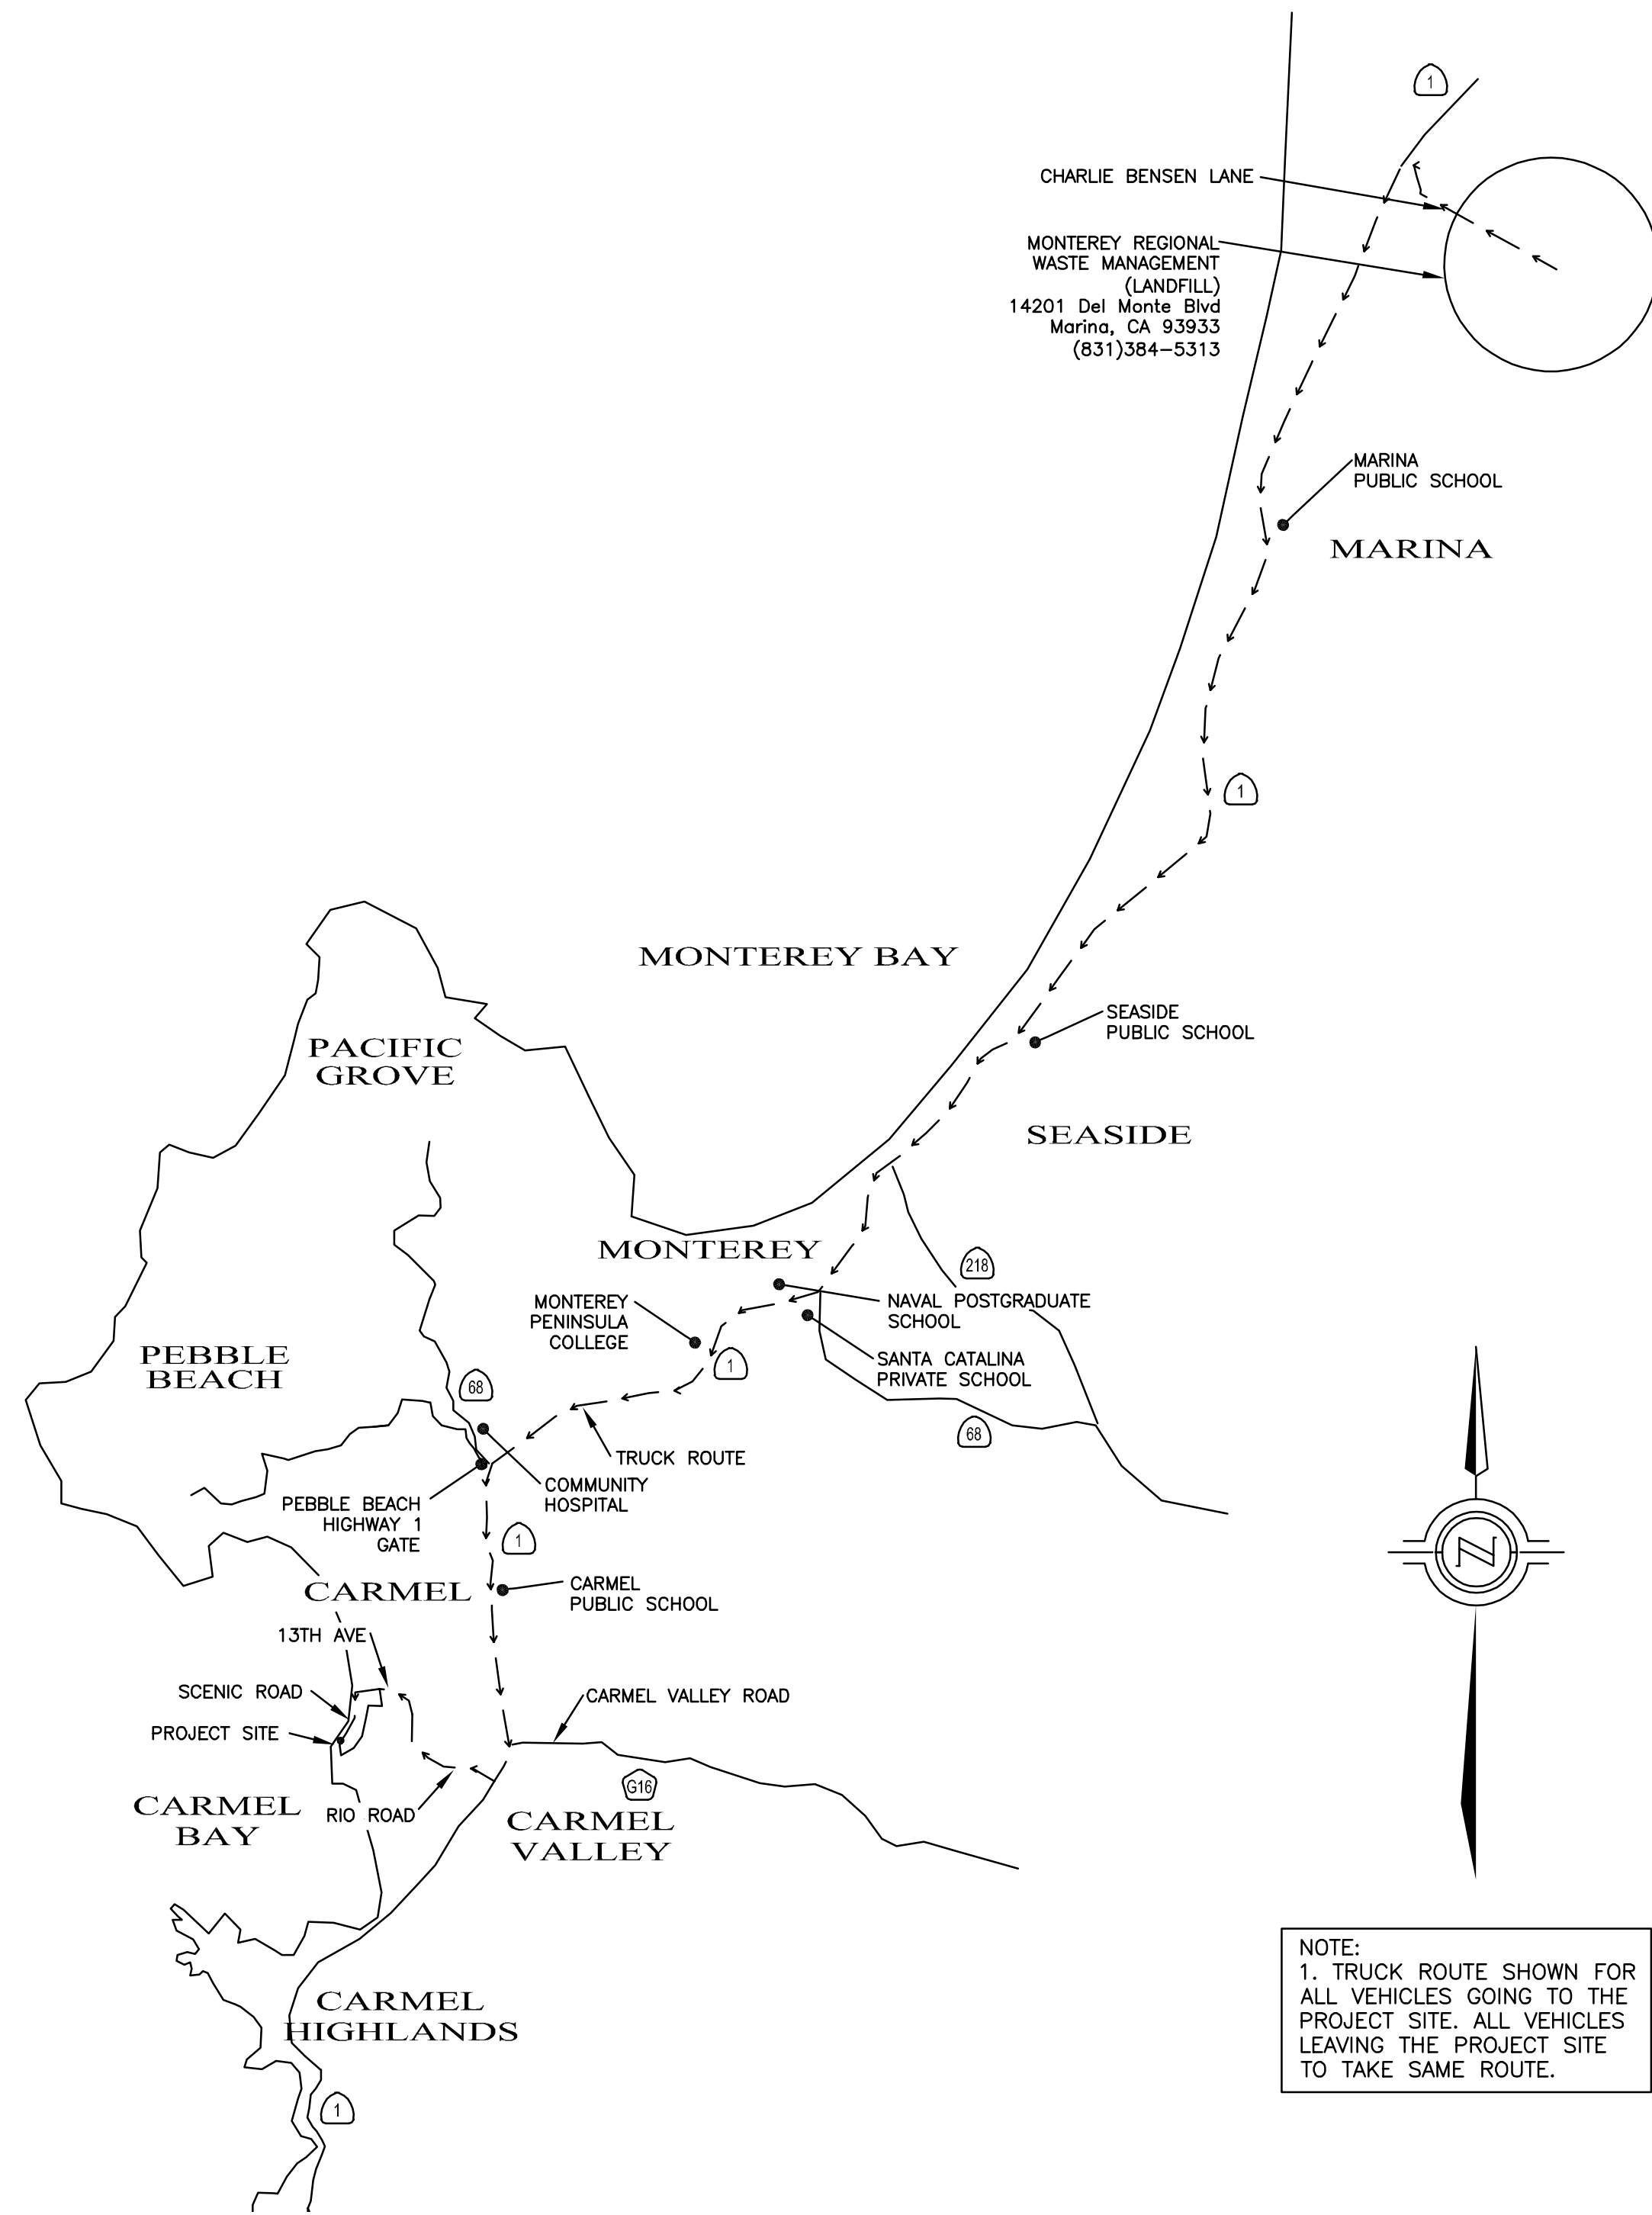 1
CHARLIE BENSEN LANE
MONTEREY REGIONAL
WASTE MANAGEMENT
(LANDFILL)
14201 Del Monte Blvd
Marina, CA 93933
(831)384-5313
MARINA
PUBLIC SCHOOL
MARINA
1
MONTEREY BAY
SEASIDE
PUBLIC SCHOOL
PACIFIC
GROVE
SEASIDE
MONTEREY
218
MONTEREY
PENINSULA
COLLEGE
NAVAL POSTGRADUATE
SCHOOL
PEBBLE
BEACH
1
SANTA CATALINA
PRIVATE SCHOOL
68
68
TRUCK ROUTE
COMMUNITY
HOSPITAL
PEBBLE BEACH
HIGHWAY 1
GATE
1
N
CARMEL
CARMEL
PUBLIC SCHOOL
13TH AVE
SCENIC ROAD
CARMEL VALLEY ROAD
PROJECT SITE
G16
CARMEL
BAY
RIO ROAD
CARMEL
VALLEY
NOTE:
1. TRUCK ROUTE SHOWN FOR
ALL VEHICLES GOING TO THE
PROJECT SITE. ALL VEHICLES
LEAVING THE PROJECT SITE
TO TAKE SAME ROUTE.
CARMEL
HIGHLANDS
1